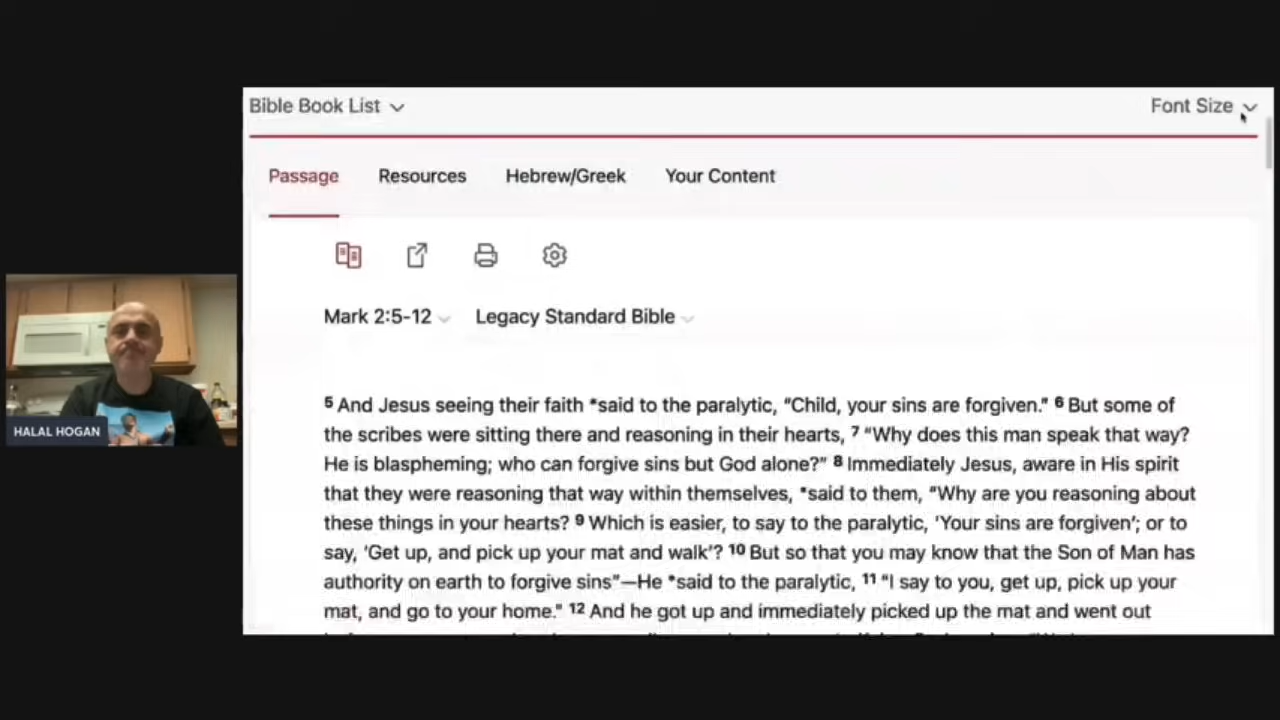 Bible Book List
Font Size
Passage Resources Hebrew/Greek Your Content
Mark 2:5-12 Legacy Standard Bible
5 And Jesus seeing their faith *said to the paralytic, “Child, your sins are forgiven.” 6 But some of
the scribes were sitting there and reasoning in their hearts, 7 “Why does this man speak that way?
He is blaspheming; who can forgive sins but God alone?” 8 Immediately Jesus, aware in His spirit
that they were reasoning that way within themselves, *said to them, “Why are you reasoning about
these things in your hearts? 9 Which is easier, to say to the paralytic, ‘Your sins are forgiven’; or to
say, ‘Get up, and pick up your mat and walk’? 10 But so that you may know that the Son of Man has
authority on earth to forgive sins”—He *said to the paralytic, 11 “I say to you, get up, pick up your
mat, and go to your home.” 12 And he got up and immediately picked up the mat and went out
HALAL HOGAN